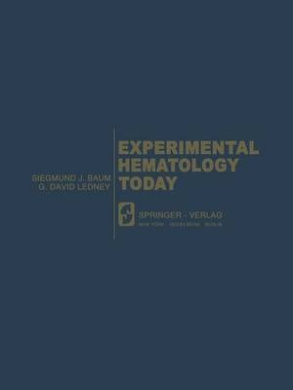 EXPERIMENTAL
HEMATOLOGY
TODAY
SIEGMUND J. BAUM
G. DAVID LEDNEY
SPRINGER - VERLAG
NEW YORK HEIDELBERG BERLIN